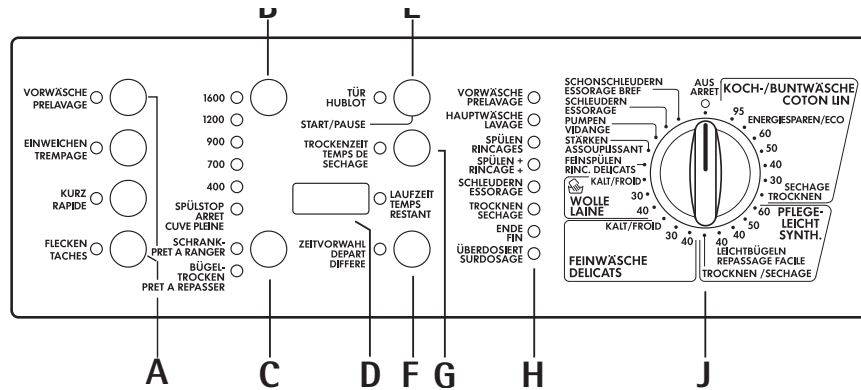 B
E
VORWÄSCHE
PRELAVAGE
EINWEICHEN
TREMPAGE
KURZ
RAPIDE
FLECKEN
TACHES
1600
1200
900
700
400
SPÜLSTOP
ARRET
CUVE PLEINE
SCHRANK-
PRET A RANGER
BÜGEL-
TROCKEN
PRET A REPASSER
TÜR
HUBLOT
START/PAUSE
TROCKENZEIT
TEMPS DE
SECHAGE
LAUFZEIT
TEMPS
RESTANT
ZEITVORWAHL
DEPART
DIFFERE
VORWÄSCHE
PRELAVAGE
HAUPTWÄSCHE
LAVAGE
SPÜLEN
RINCAGES
SPÜLEN +
RINCAGE +
SCHLEUDERN
ESSORAGE
TROCKNEN
SECHAGE
ENDE
FIN
ÜBERDOSIERT
SURDOSAGE
SCHONSCHLEUDERN
ESSORAGE BREF
SCHLEUDERN
ESSORAGE
PUMPEN
VIDANGE
STÄRKEN
ASSOUPLISSANT
FEINSPÜLEN
RINC. DELICATS
KALT/FROID
WOLLE
LAINE
30
40
KALT/FROID
30
40
FEINWÄSCHE
DELICATS
AUS
ARRET
KOCH-/BUNTWÄSCHE
COTON LIN
95
ENERGIESPAREN/ECO
60
50
40
30
SECHAGE
TROCKNEN
60
PFLEGE-
LEICHT
SYNTH.
50
40
40
LEICHTBÜGELN
REPASSAGE FACILE
TROCKNEN /SECHAGE
A
C
D
F
G
H
J